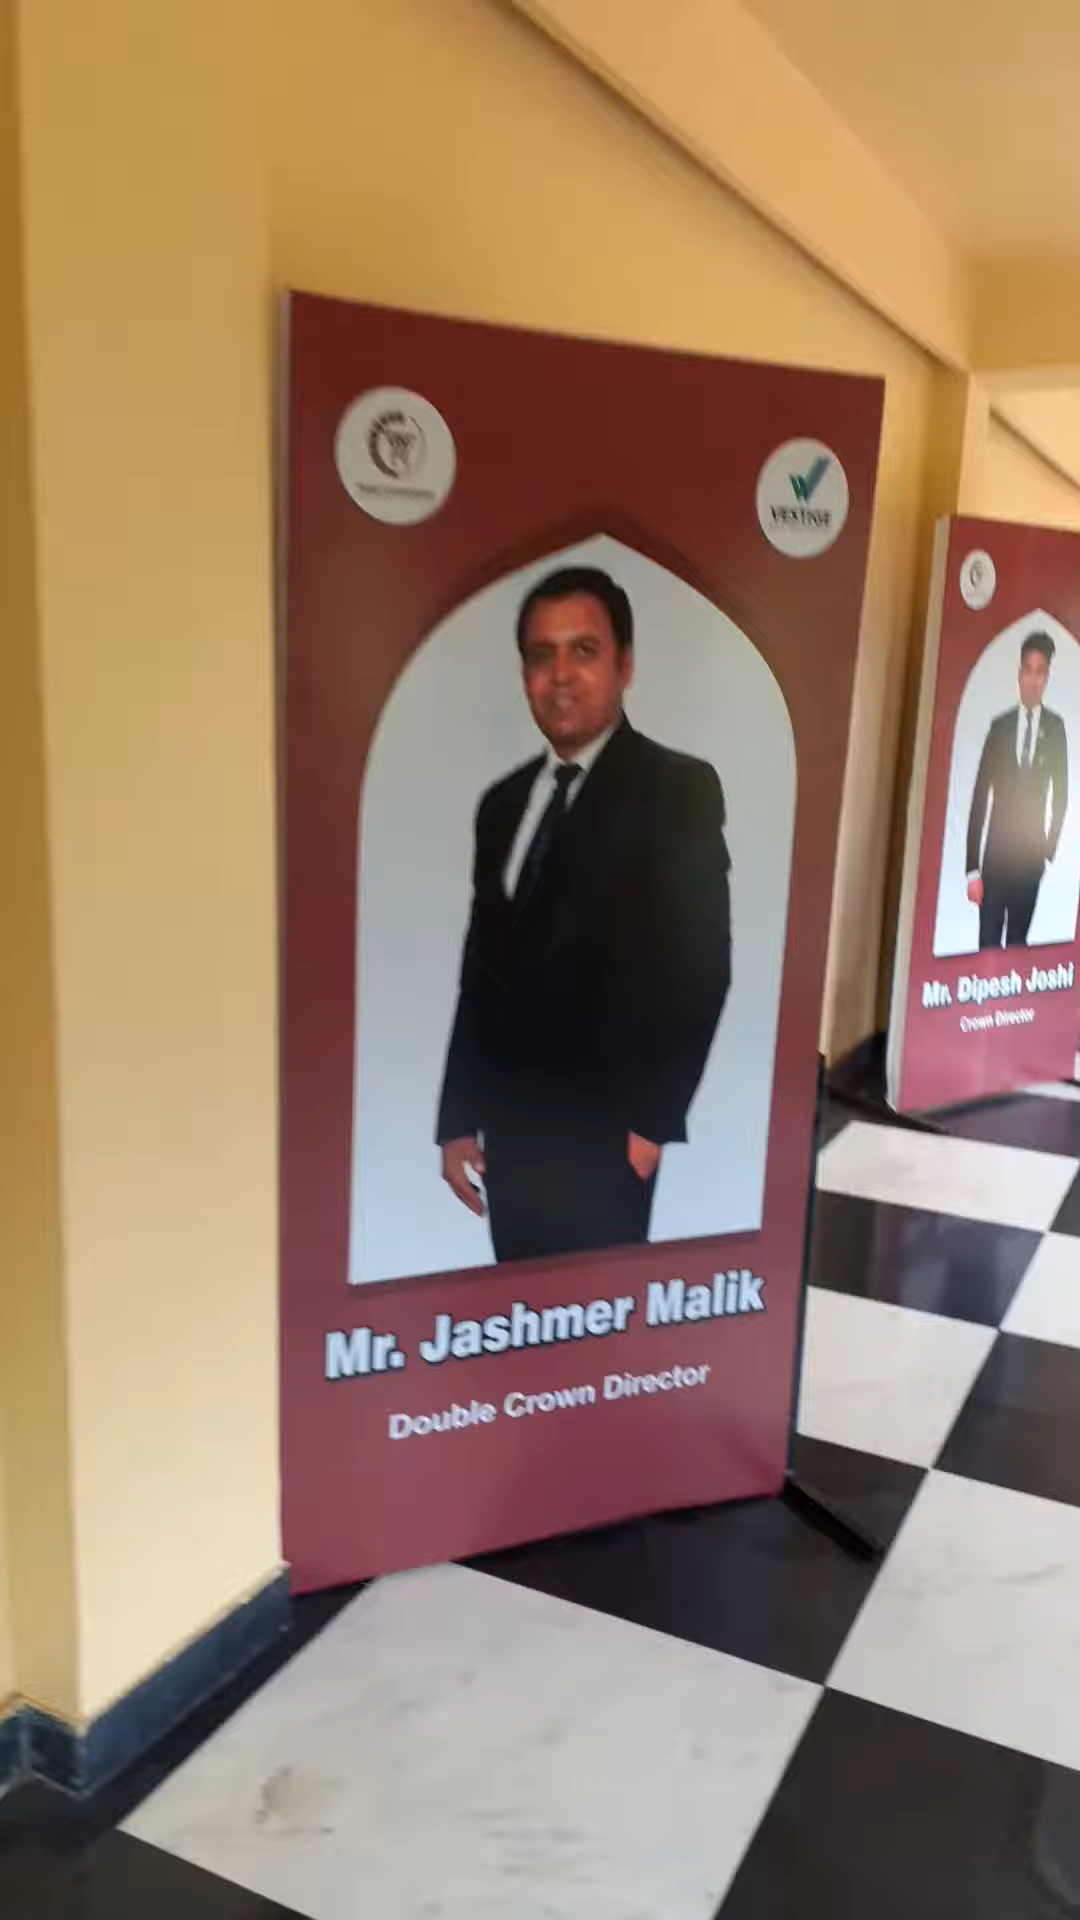 VESTIGE
Mr. Jashmer Malik
Double Crown Director
Mr. Dipesh Joshi
Crown Director